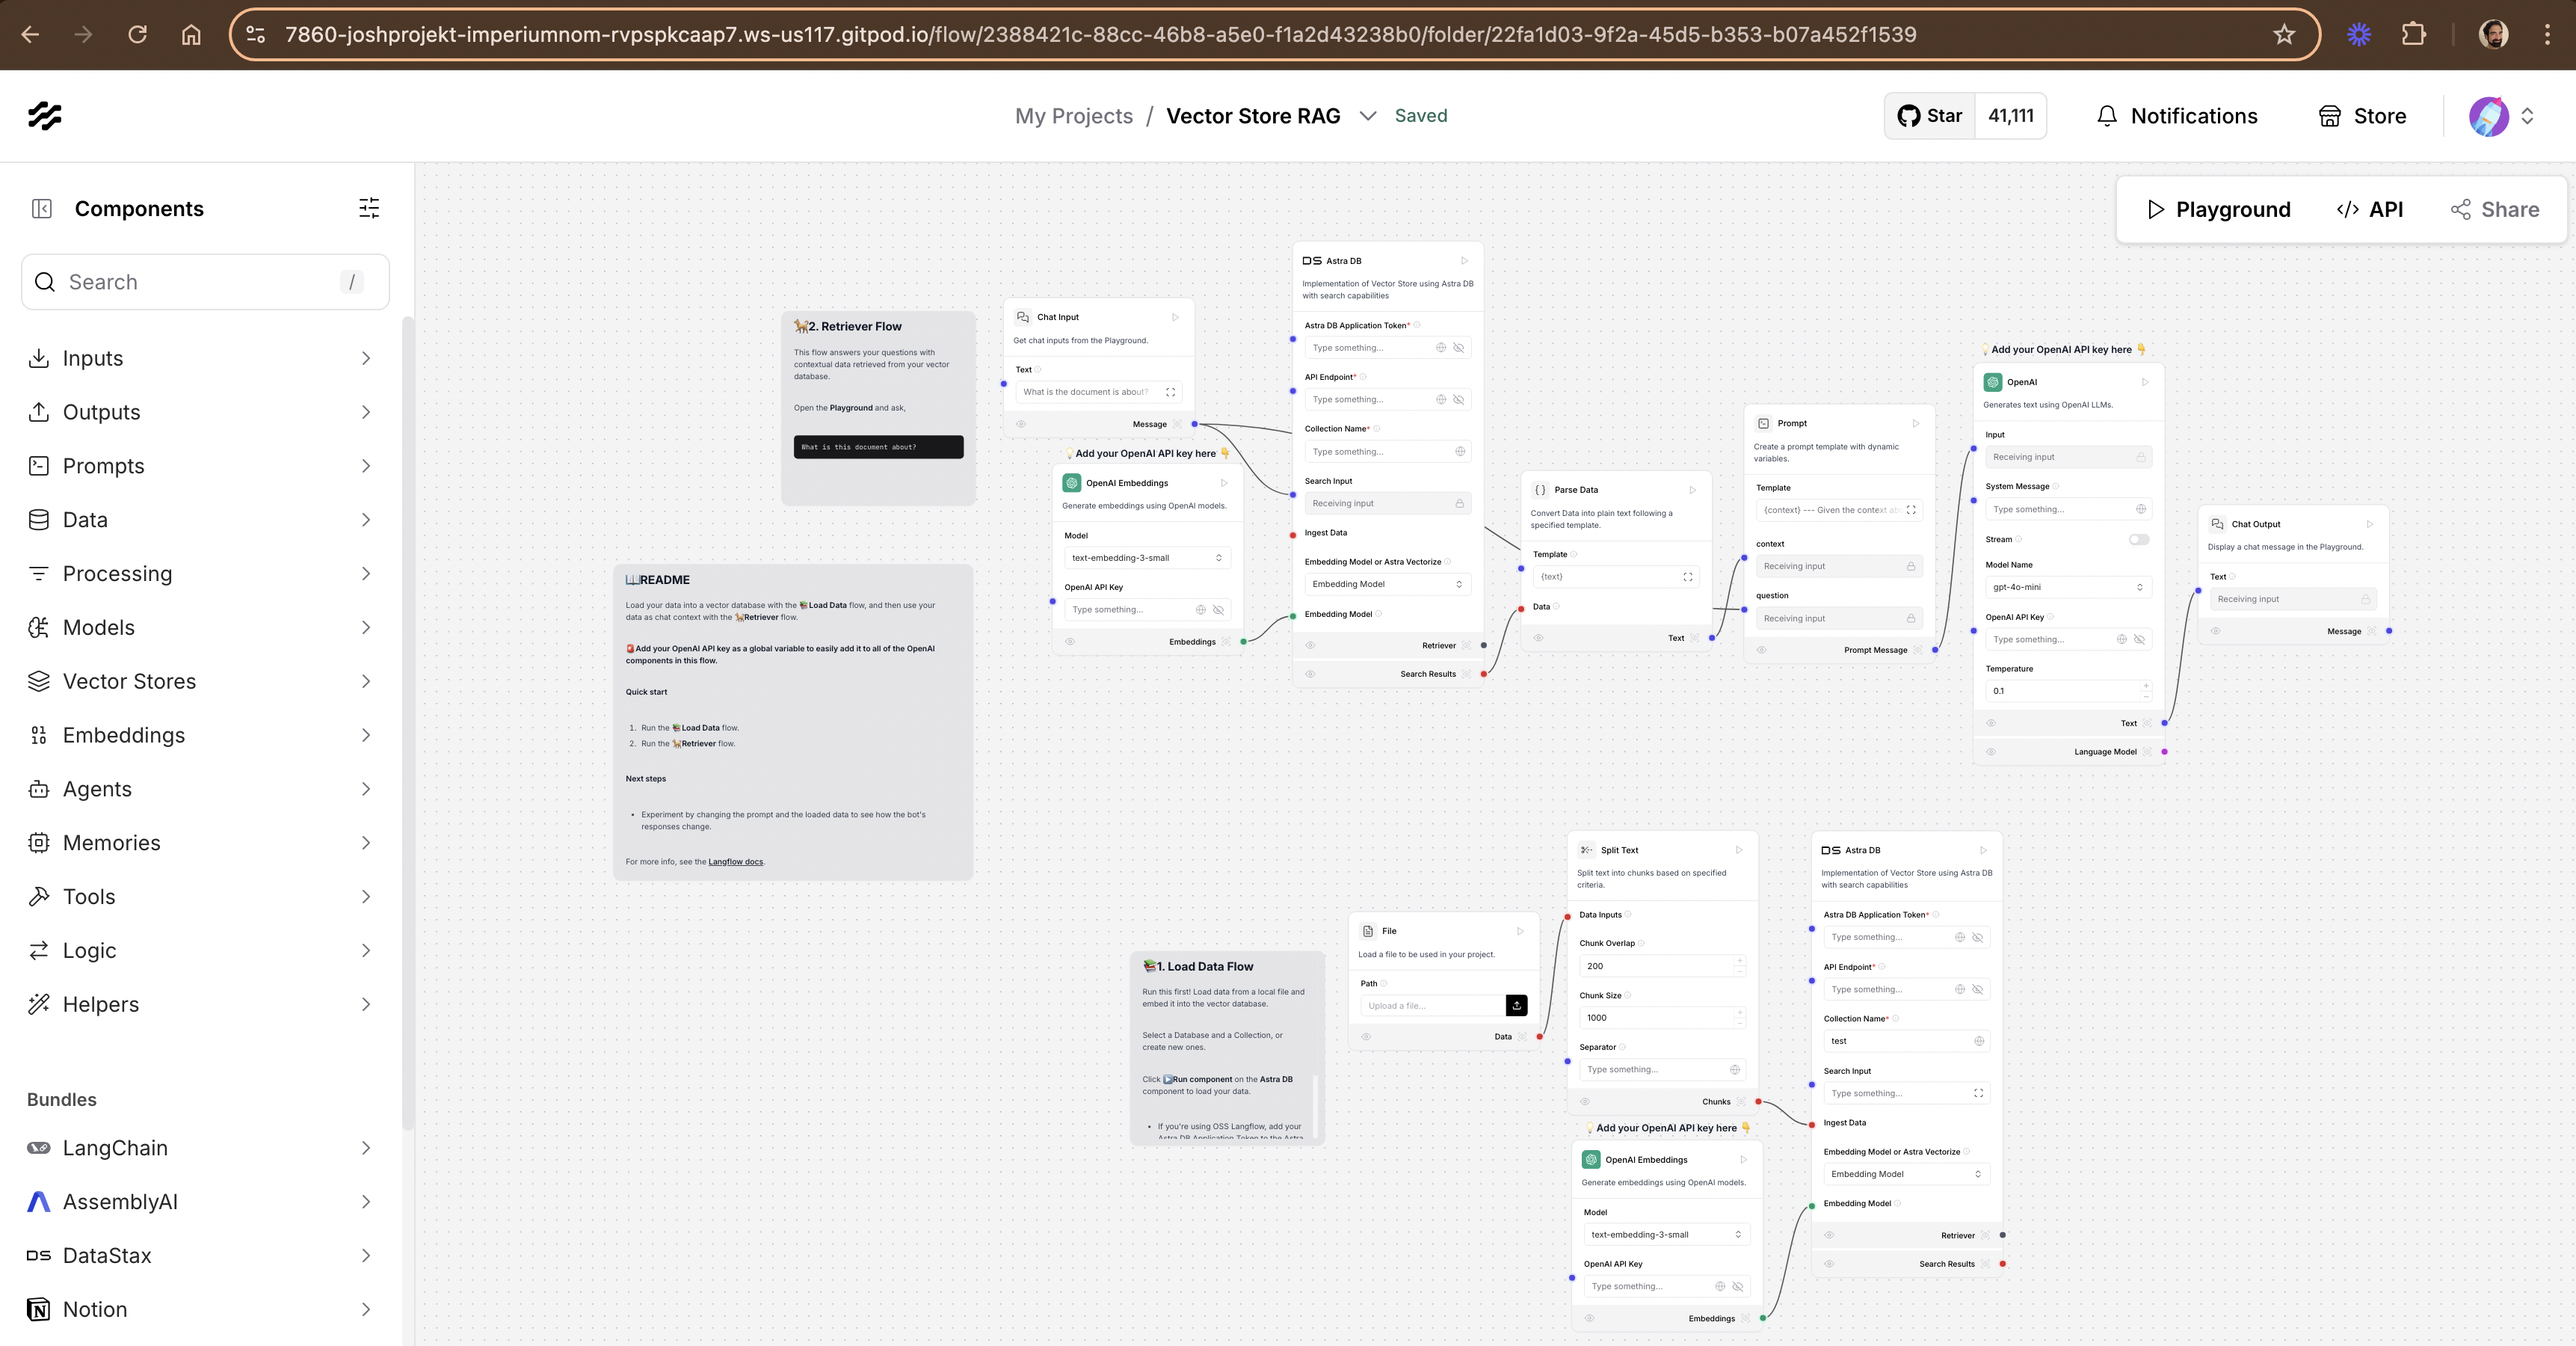 7860-joshprojekt-imperiumnom-rvpspkcaap7.ws-us117.gitpod.io/flow/2388421c-88cc-46b8-a5e0-f1a2d43238b0/folder/22fa1d03-9f2a-45d5-b353-b07a452f1539
My Projects / Vector Store RAG Saved
Star 41,111
Notifications
Store
Components
Search /
Inputs
Outputs
Prompts
Data
Processing
Models
Vector Stores
Embeddings
Agents
Memories
Tools
Logic
Helpers
Bundles
LangChain
AssemblyAI
DS DataStax
Notion
Playground
</> API
Share
2. Retriever Flow
This flow answers your questions with
contextual data retrieved from your vector
database.
Open the Playground and ask,
What is this document about?
README
Load your data into a vector database with the 📚Load Data flow, and then use your
data as chat context with the 🐕Retriever flow.
🚨Add your OpenAI API key as a global variable to easily add it to all of the OpenAI
components in this flow.
Quick start
1. Run the 📚Load Data flow.
2. Run the 🐕Retriever flow.
Next steps
• Experiment by changing the prompt and the loaded data to see how the bot's
responses change.
For more info, see the Langflow docs.
Chat Input
Get chat inputs from the Playground.
Text
What is the document is about?
Message
💡Add your OpenAI API key here 👇
OpenAI Embeddings
Generate embeddings using OpenAI models.
Model
text-embedding-3-small
OpenAI API Key
Type something...
Embeddings
DS Astra DB
Implementation of Vector Store using Astra DB
with search capabilities
Astra DB Application Token*
Type something...
API Endpoint*
Type something...
Collection Name*
Type something...
Search Input
Receiving input
Ingest Data
Embedding Model or Astra Vectorize
Embedding Model
Embedding Model
Retriever
Search Results
Parse Data
Convert Data into plain text following a
specified template.
Template
{text}
Data
Text
Prompt
Create a prompt template with dynamic
variables.
Template
{context} --- Given the context abo
context
Receiving input
question
Receiving input
Prompt Message
💡Add your OpenAI API key here 👇
OpenAI
Generates text using OpenAI LLMs.
Input
Receiving input
System Message
Type something...
Stream
Model Name
gpt-4o-mini
OpenAI API Key
Type something...
Temperature
0.1
Text
Language Model
Chat Output
Display a chat message in the Playground.
Text
Receiving input
Message
1. Load Data Flow
Run this first! Load data from a local file and
embed it into the vector database.
Select a Database and a Collection, or
create new ones.
Click ▶️Run component on the Astra DB
component to load your data.
• If you're using OSS Langflow, add your
Astra DB Application Token to the Astra
File
Load a file to be used in your project.
Path
Upload a file...
Data
Split Text
Split text into chunks based on specified
criteria.
Data Inputs
Chunk Overlap
200
Chunk Size
1000
Separator
Type something...
Chunks
💡Add your OpenAI API key here 👇
OpenAI Embeddings
Generate embeddings using OpenAI models.
Model
text-embedding-3-small
OpenAI API Key
Type something...
Embeddings
DS Astra DB
Implementation of Vector Store using Astra DB
with search capabilities
Astra DB Application Token*
Type something...
API Endpoint*
Type something...
Collection Name*
test
Search Input
Type something...
Ingest Data
Embedding Model or Astra Vectorize
Embedding Model
Embedding Model
Retriever
Search Results